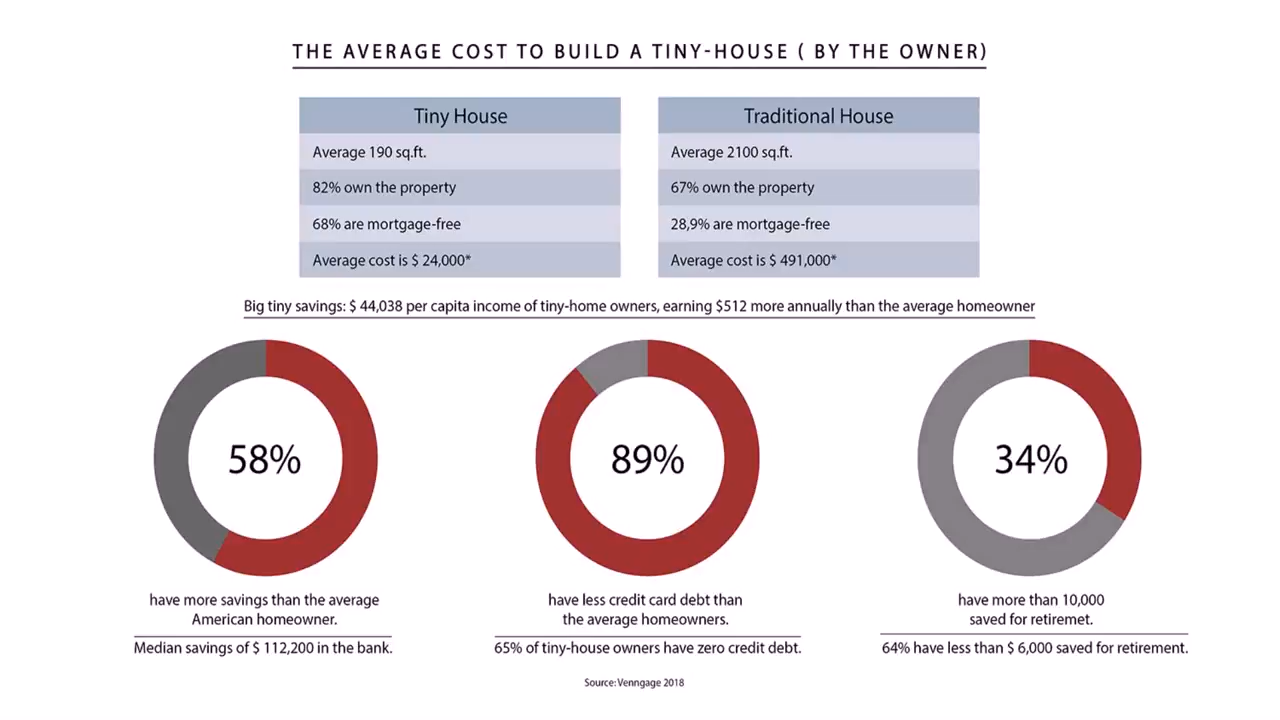 THE AVERAGE COST TO BUILD A TINY-HOUSE ( BY THE OWNER)
Tiny House
Average 190 sq.ft.
82% own the property
68% are mortgage-free
Average cost is $ 24,000*
Traditional House
Average 2100 sq.ft.
67% own the property
28,9% are mortgage-free
Average cost is $ 491,000*
Big tiny savings: $ 44,038 per capita income of tiny-home owners, earning $512 more annually than the average homeowner
58%
have more savings than the average
American homeowner.
Median savings of $ 112,200 in the bank.
89%
have less credit card debt than
the average homeowners.
65% of tiny-house owners have zero credit debt.
34%
have more than 10,000
saved for retiremet.
64% have less than $ 6,000 saved for retirement.
Source: Venngage 2018